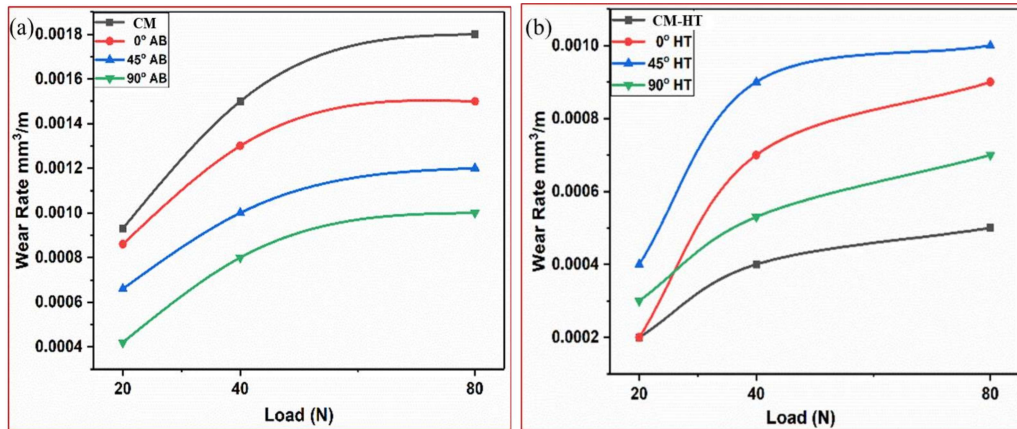 (a)
CM
0° AB
45° AB
90° AB
0.0018
0.0016
0.0014
0.0012
0.0010
0.0008
0.0006
0.0004
Wear Rate mm³/m
20
40
80
Load (N)
(b)
CM-HT
0° HT
45° HT
90° HT
0.0010
0.0008
0.0006
0.0004
0.0002
Wear Rate mm³/m
20
40
80
Load (N)